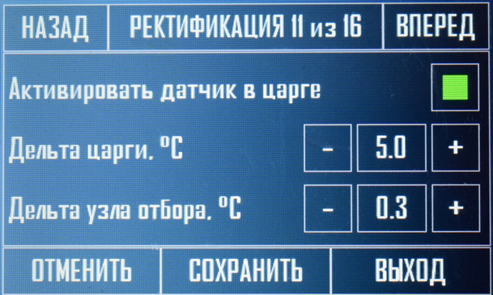 НАЗАД РЕКТИФИКАЦИЯ 11 из 16 ВПЕРЕД
Активировать датчик в царге
Дельта царги, °C - 5.0 +
Дельта узла отбора, °C - 0.3 +
ОТМЕНИТЬ СОХРАНИТЬ ВЫХОД